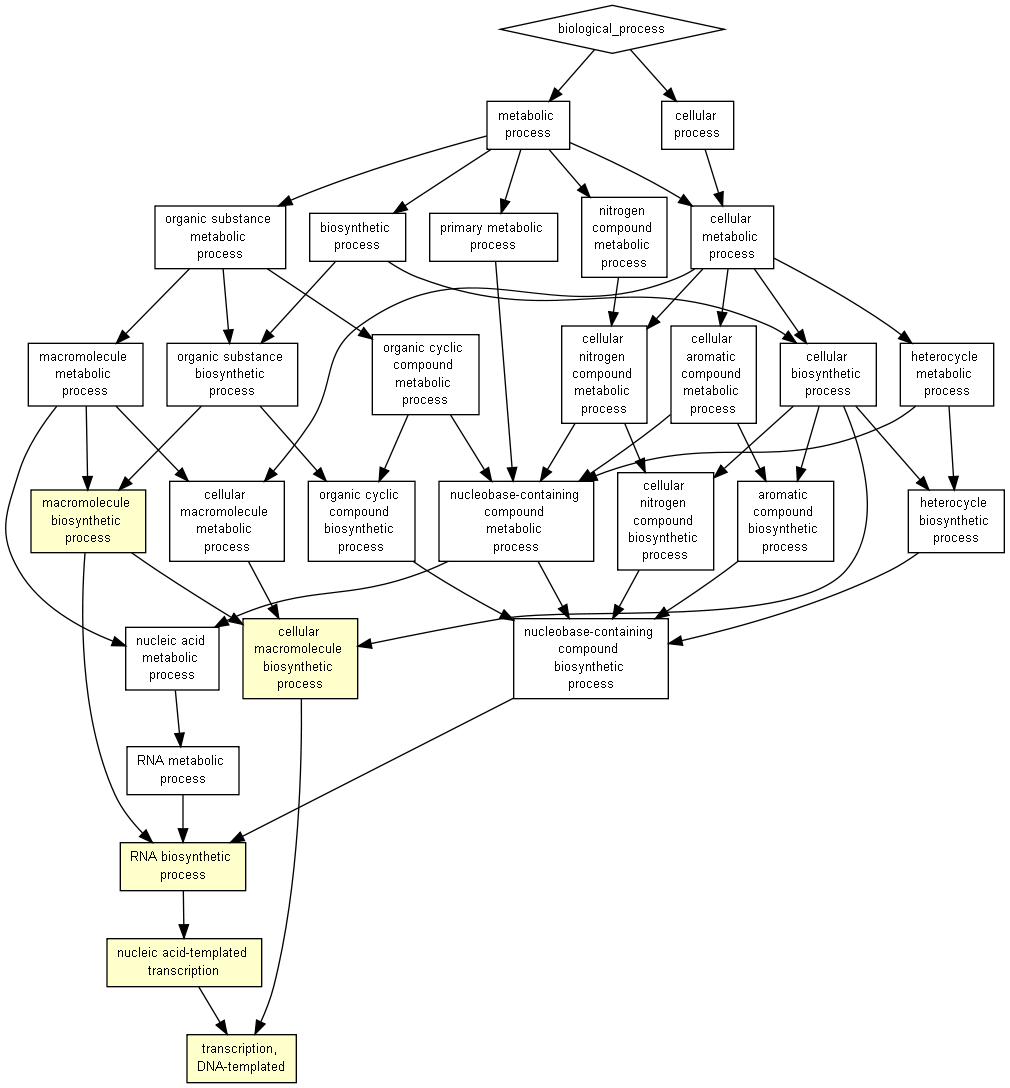 biological_process
metabolic
process
cellular
process
organic substance
metabolic
process
biosynthetic
process
primary metabolic
process
nitrogen
compound
metabolic
process
cellular
metabolic
process
macromolecule
metabolic
process
organic substance
biosynthetic
process
organic cyclic
compound
metabolic
process
cellular
nitrogen
compound
metabolic
process
cellular
aromatic
compound
metabolic
process
cellular
biosynthetic
process
heterocycle
metabolic
process
macromolecule
biosynthetic
process
cellular
macromolecule
metabolic
process
organic cyclic
compound
biosynthetic
process
nucleobase-containing
compound
metabolic
process
cellular
nitrogen
compound
biosynthetic
process
aromatic
compound
biosynthetic
process
heterocycle
biosynthetic
process
nucleic acid
metabolic
process
cellular
macromolecule
biosynthetic
process
nucleobase-containing
compound
biosynthetic
process
RNA metabolic
process
RNA biosynthetic
process
nucleic acid-templated
transcription
transcription,
DNA-templated